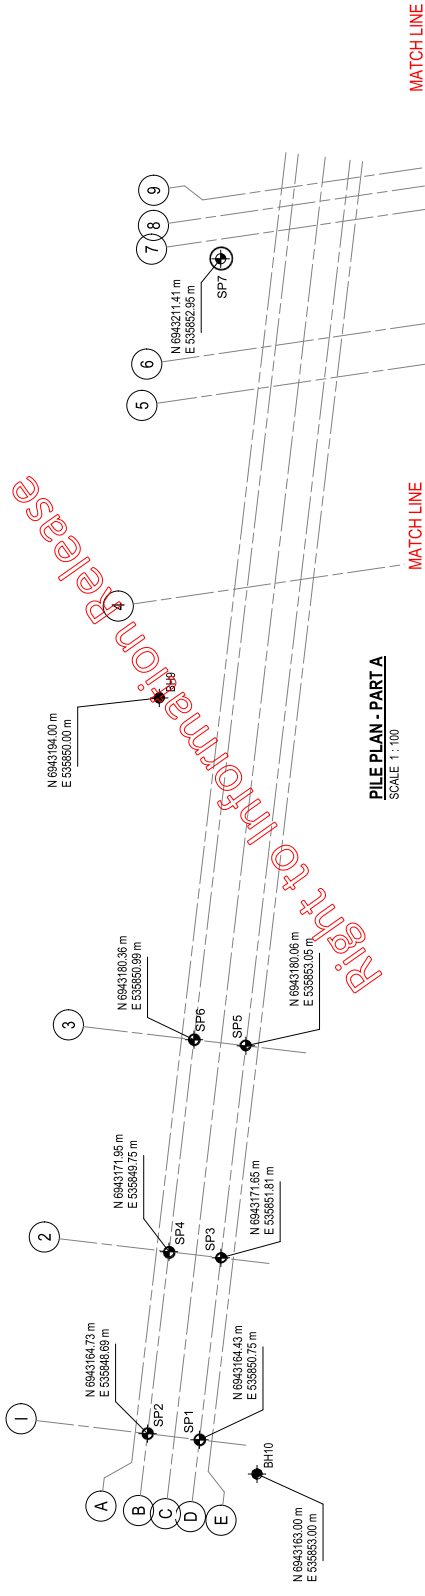 MATCH LINE
9
8
7
N 6943211.41 m
E 535852.95 m
SP7
6
5
MATCH LINE
4
Right to Information Release
BH9
N 6943194.00 m
E 535850.00 m
PILE PLAN - PART A
SCALE 1 : 100
3
N 6943180.36 m
E 535850.99 m
SP6
SP5
N 6943180.06 m
E 535853.05 m
2
N 6943171.95 m
E 535849.75 m
SP4
SP3
N 6943171.65 m
E 535851.81 m
1
N 6943164.73 m
E 535848.69 m
SP2
SP1
N 6943164.43 m
E 535850.75 m
A
B
C
D
E
BH10
N 6943163.00 m
E 535853.00 m